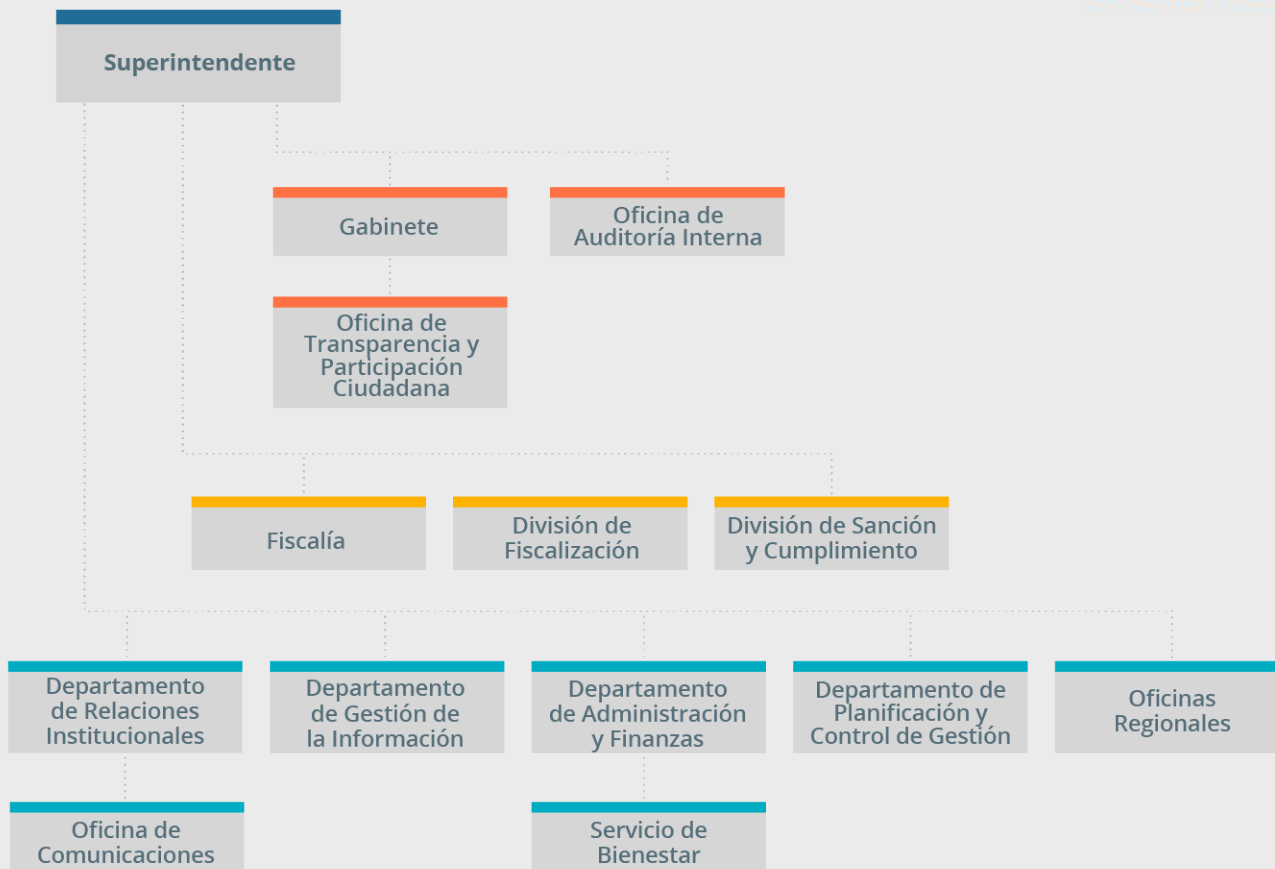 Superintendente
Gabinete
Oficina de
Auditoría Interna
Oficina de
Transparencia y
Participación
Ciudadana
Fiscalía
División de
Fiscalización
División de Sanción
y Cumplimiento
Departamento
de Relaciones
Institucionales
Departamento
de Gestión de
la Información
Departamento
de Administración
y Finanzas
Departamento de
Planificación y
Control de Gestión
Oficinas
Regionales
Oficina de
Comunicaciones
Servicio de
Bienestar